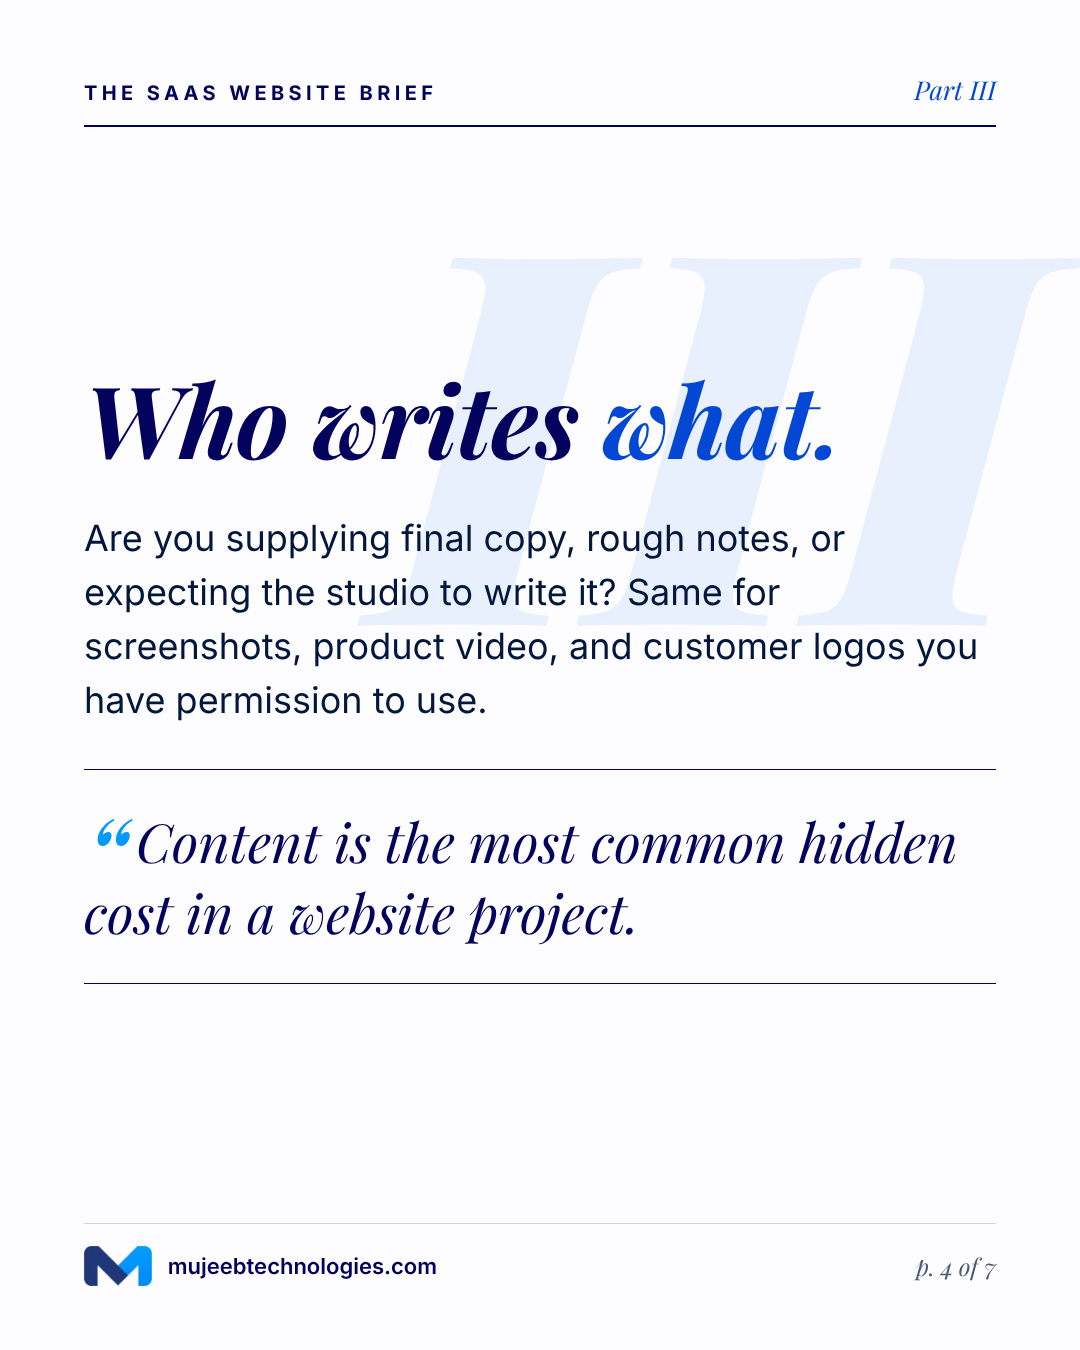 THE SAAS WEBSITE BRIEF
Part III
III
Who writes what.
Are you supplying final copy, rough notes, or
expecting the studio to write it? Same for
screenshots, product video, and customer logos you
have permission to use.
“Content is the most common hidden
cost in a website project.
mujeebtechnologies.com
p. 4 of 7